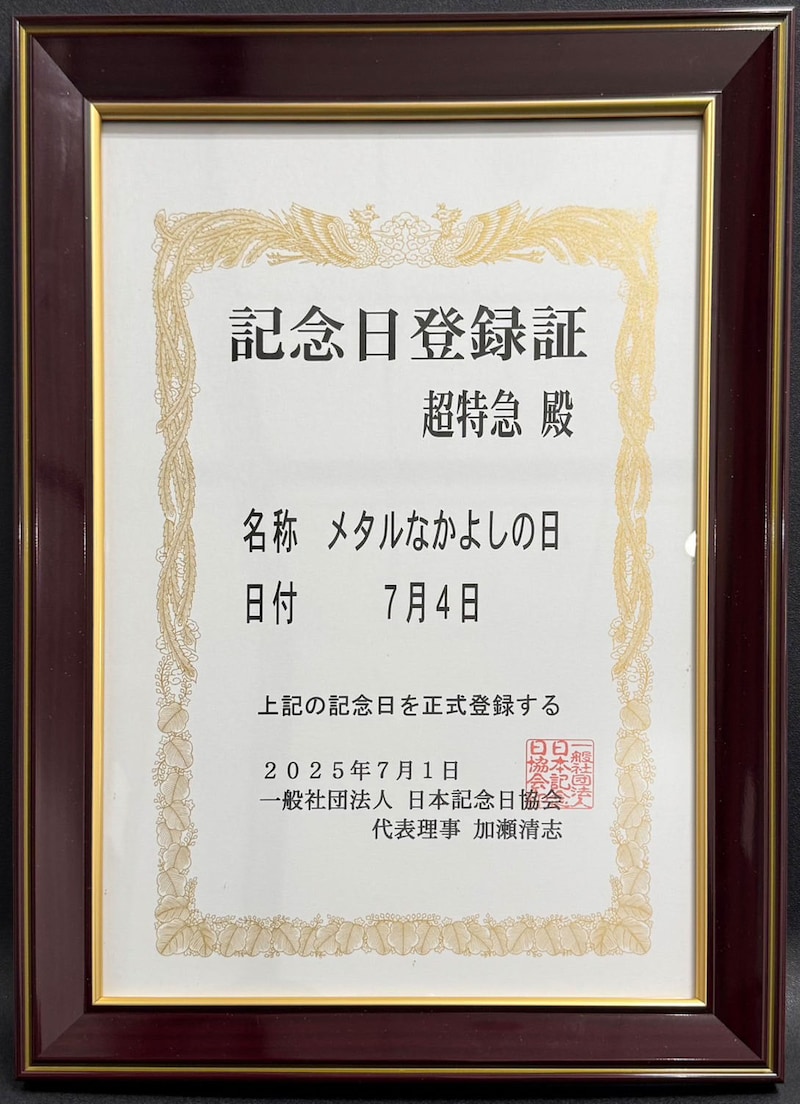 記念日登録証
超特急 殿
名称 メタルなかよしの日
日付 7月4日
上記の記念日を正式登録する
2025年7月1日
一般社団法人 日本記念日協会
代表理事 加瀬清志
一般社団法人
日本記念
日協会